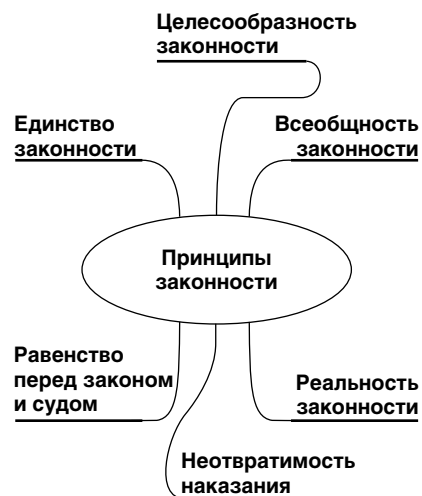 Целесообразность
законности
Единство
законности
Всеобщность
законности
Принципы
законности
Равенство
перед законом
и судом
Реальность
законности
Неотвратимость
наказания